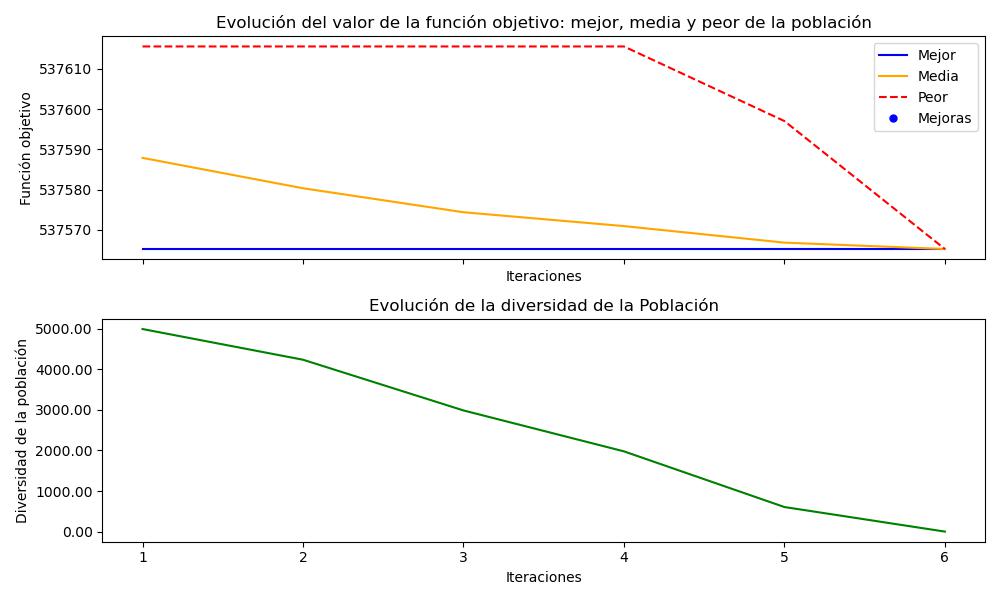 Evolución del valor de la función objetivo: mejor, media y peor de la población
Función objetivo
537610
537600
537590
537580
537570
Mejor
Media
Peor
Mejoras
Iteraciones
Evolución de la diversidad de la Población
Diversidad de la población
5000.00
4000.00
3000.00
2000.00
1000.00
0.00
1 2 3 4 5 6
Iteraciones